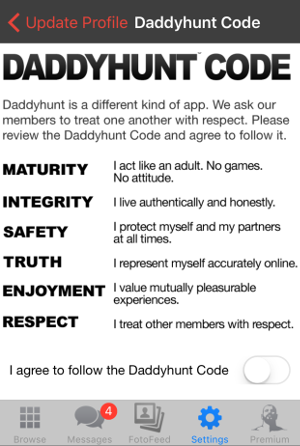 Update Profile Daddyhunt Code
DADDYHUNT CODE
Daddyhunt is a different kind of app. We ask our
members to treat one another with respect. Please
review the Daddyhunt Code and agree to follow it.
MATURITY I act like an adult. No games.
No attitude.
INTEGRITY I live authentically and honestly.
SAFETY I protect myself and my partners
at all times.
TRUTH I represent myself accurately online.
ENJOYMENT I value mutually pleasurable
experiences.
RESPECT I treat other members with respect.
I agree to follow the Daddyhunt Code
4
Browse Messages FotoFeed Settings Premium